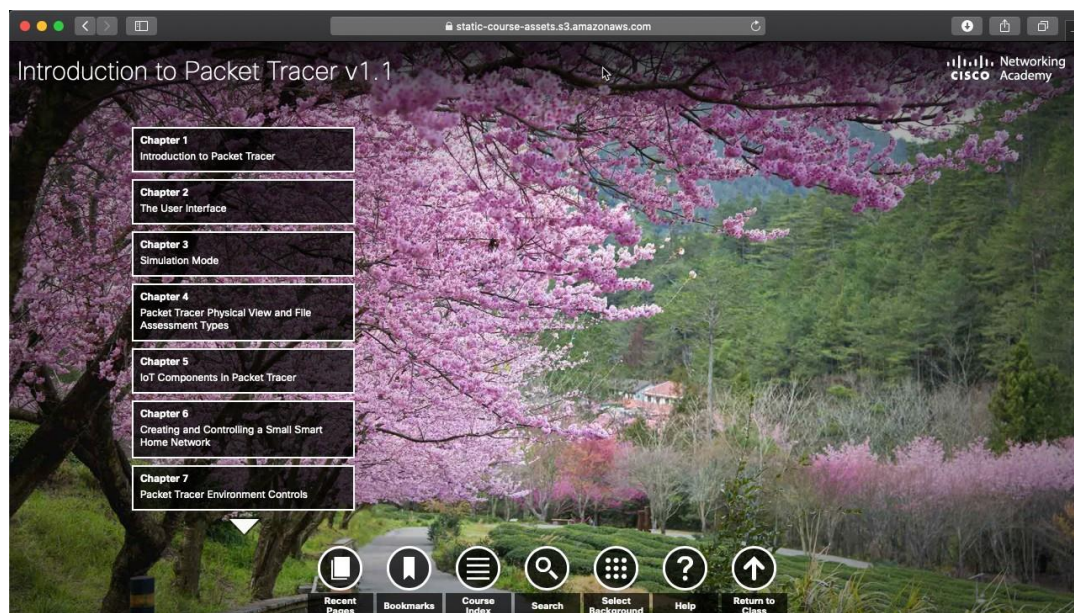 static-course-assets.s3.amazonaws.com
Introduction to Packet Tracer v1.1
CISCO
Networking
Academy
Chapter 1
Introduction to Packet Tracer
Chapter 2
The User Interface
Chapter 3
Simulation Mode
Chapter 4
Packet Tracer Physical View and File
Assessment Types
Chapter 5
IoT Components in Packet Tracer
Chapter 6
Creating and Controlling a Small Smart
Home Network
Chapter 7
Packet Tracer Environment Controls
Recent
Pages
Bookmarks
Course
Index
Search
Select
Background
?
Help
Return to
Class